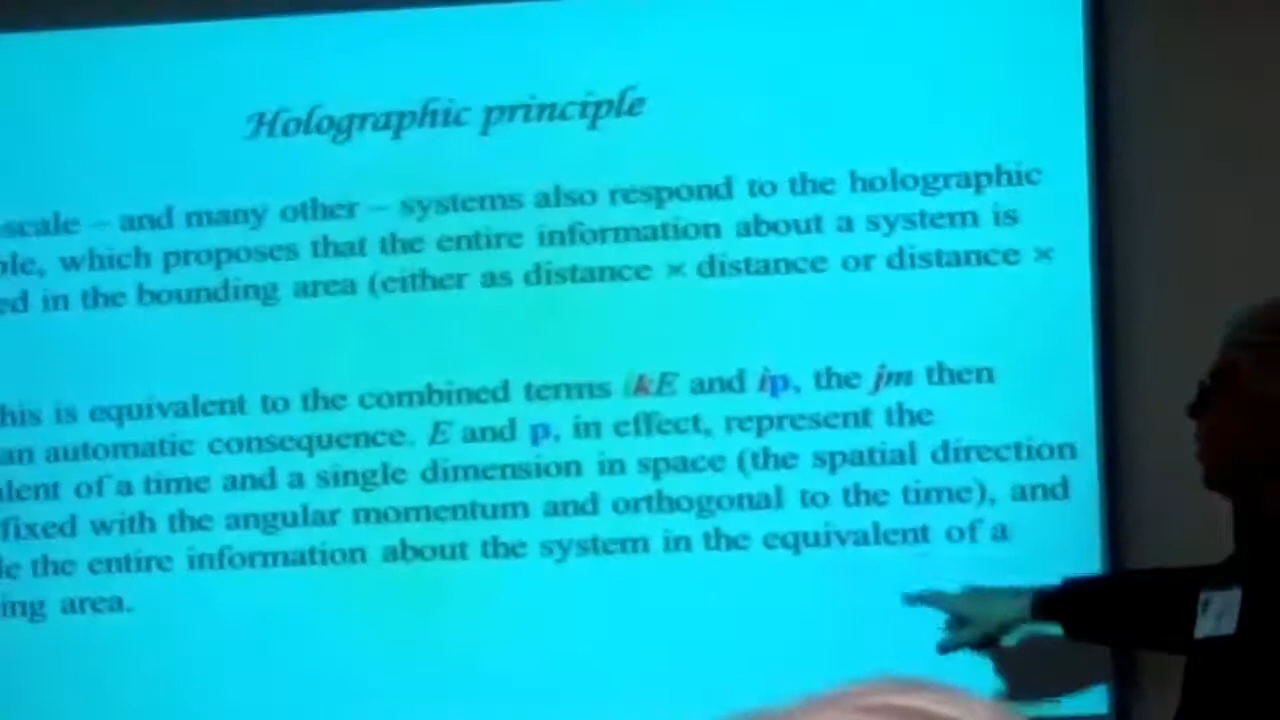 Holographic principle
scale – and many other – systems also respond to the holographic
ple, which proposes that the entire information about a system is
ed in the bounding area (either as distance × distance or distance ×
his is equivalent to the combined terms ikE and ip, the jm then
an automatic consequence. E and p, in effect, represent the
alent of a time and a single dimension in space (the spatial direction
fixed with the angular momentum and orthogonal to the time), and
le the entire information about the system in the equivalent of a
ing area.